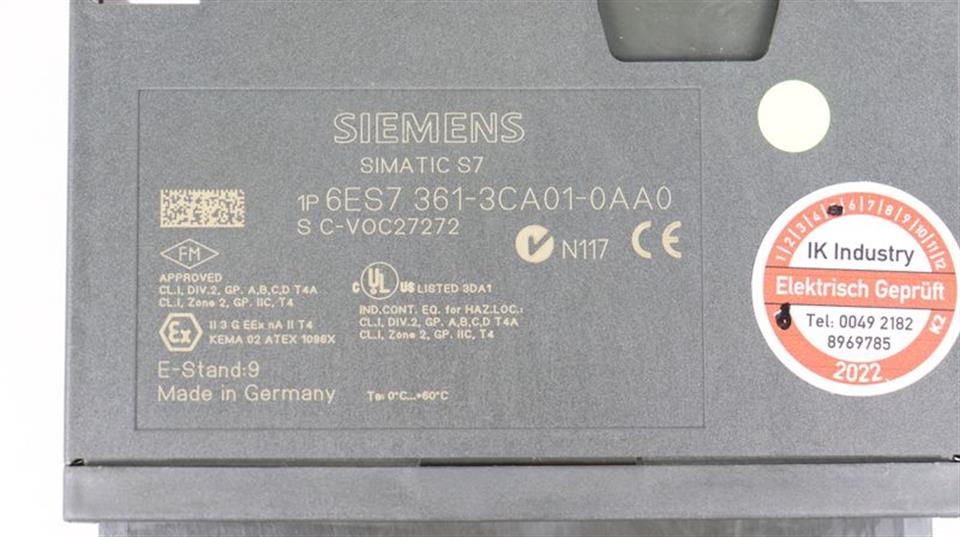 SIEMENS
SIMATIC S7
1P 6ES7 361-3CA01-0AA0
S C-VOC27272
N117 CE
FM
APPROVED
CL.I, DIV.2, GP. A,B,C,D T4A
CL.I, Zone 2, GP. IIC, T4
C UL US LISTED 3DA1
IND.CONT. EQ. for HAZ.LOC.:
CL.I, DIV.2, GP. A,B,C,D T4A
CL.I, Zone 2, GP. IIC, T4
Ex II 3 G EEx nA II T4
KEMA 02 ATEX 1096X
E-Stand:9
Made in Germany
Ta: 0°C...+60°C
1|2|3|4|5|6|7|8|9|10|11|12
IK Industry
Elektrisch Geprüft
Tel: 0049 2182
8969785
K2
2022